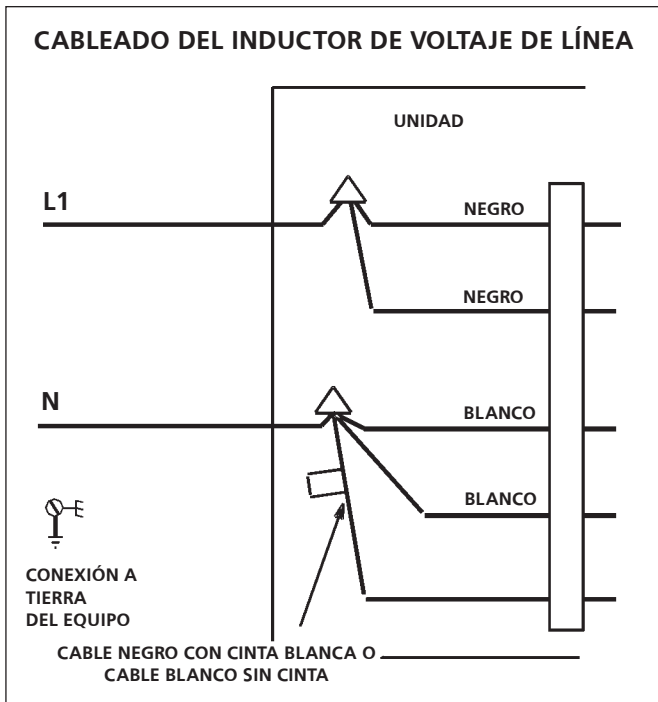 CABLEADO DEL INDUCTOR DE VOLTAJE DE LÍNEA
UNIDAD
L1
NEGRO
NEGRO
N
BLANCO
BLANCO
CONEXIÓN A
TIERRA
DEL EQUIPO
CABLE NEGRO CON CINTA BLANCA O
CABLE BLANCO SIN CINTA